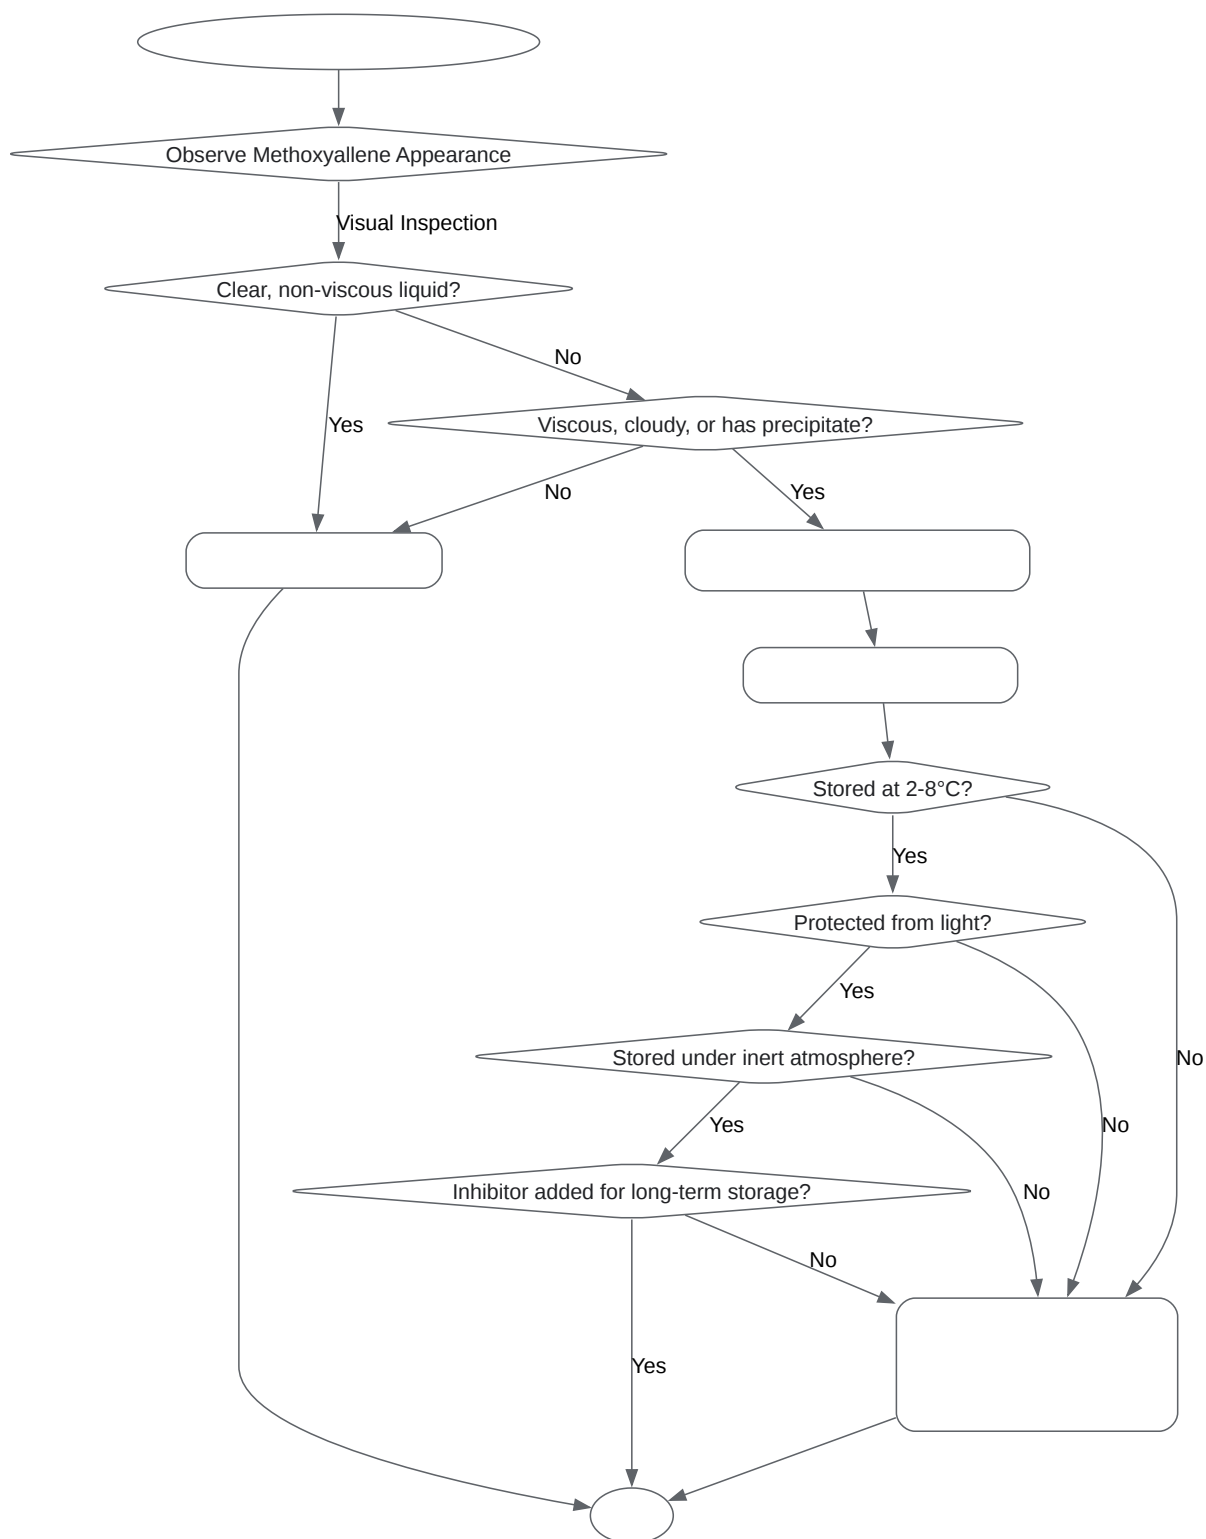 Observe Methoxyallene Appearance
Visual Inspection
Clear, non-viscous liquid?
No
Yes
Viscous, cloudy, or has precipitate?
No
Yes
Stored at 2-8°C?
Yes
Protected from light?
Yes
Stored under inert atmosphere?
No
Yes
No
No
Inhibitor added for long-term storage?
No
Yes